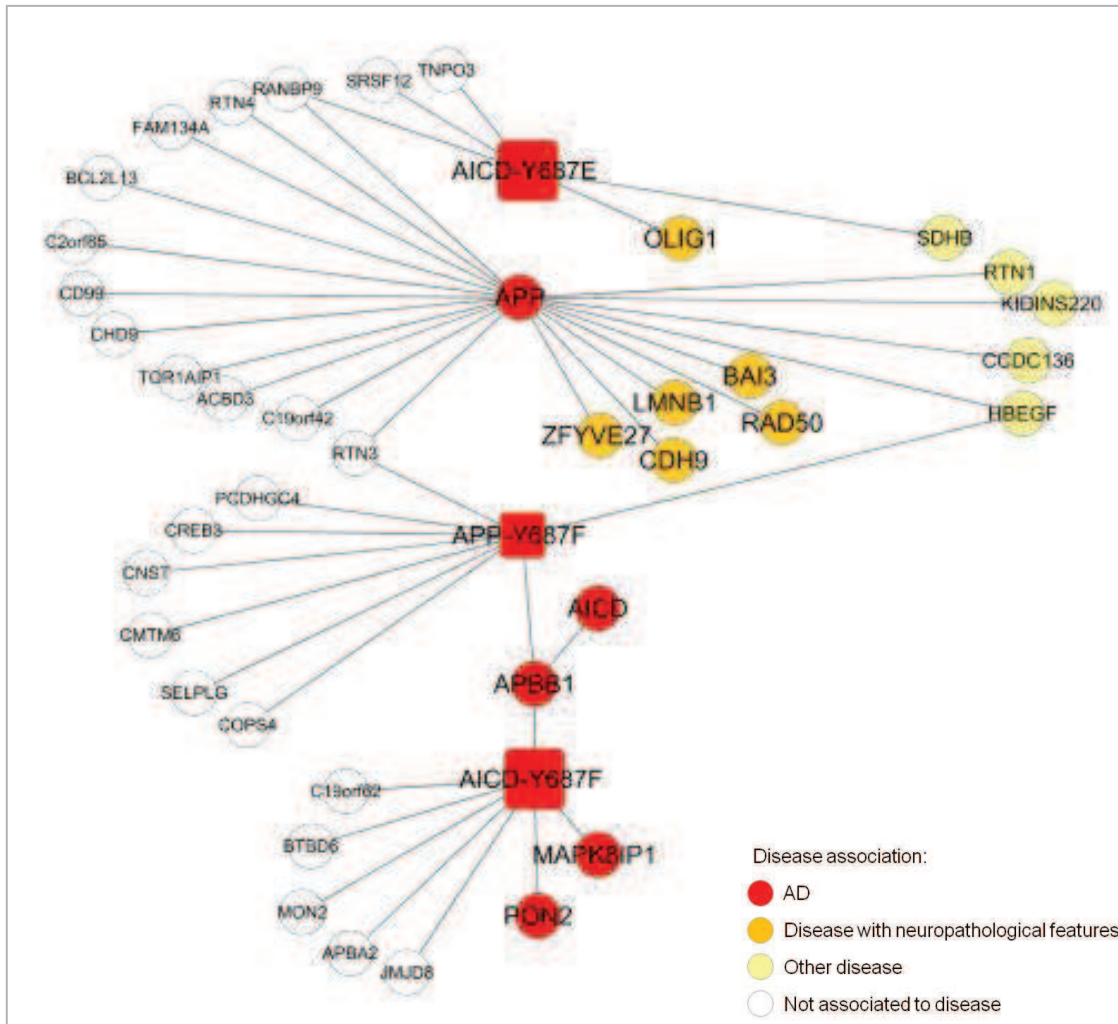 TNPO3
SRSF12
RANBP9
RTN4
FAM134A
BCL2L13
C2orf85
CD99
CHD9
TOR1AIP1
ACBD3
C19orf42
RTN3
AICD-Y687E
OLIG1
SDHB
RTN1
KIDINS220
CCDC136
HBEGF
APP
BAI3
LMNB1
RAD50
ZFYVE27
CDH9
PCDHGC4
CREB3
CNST
CMTM6
SELPLG
COPS4
APP-Y687F
AICD
APBB1
AICD-Y687F
C19orf62
BTBD6
MON2
APBA2
JMJD8
MAPK8IP1
PON2
Disease association:
AD
Disease with neuropathological features
Other disease
Not associated to disease